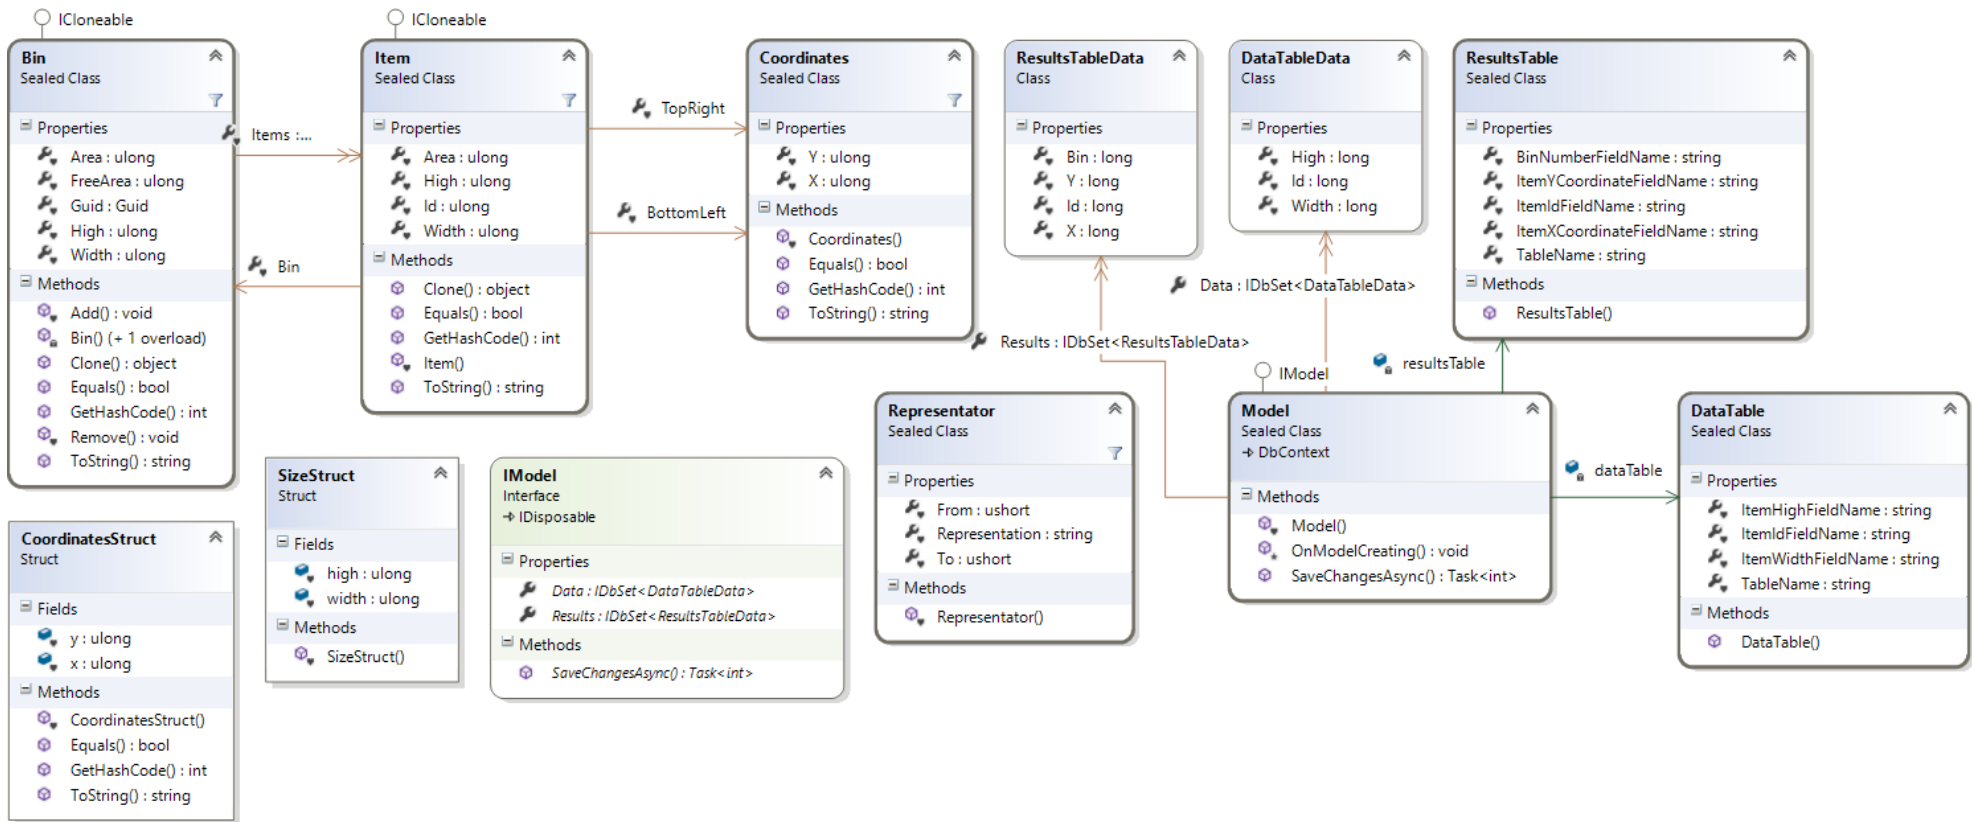 ICloneable
Bin
Sealed Class
Properties
Area : ulong
FreeArea : ulong
Guid : Guid
High : ulong
Width : ulong
Methods
Add() : void
Bin() (+ 1 overload)
Clone() : object
Equals() : bool
GetHashCode() : int
Remove() : void
ToString() : string
Items :...
Bin
ICloneable
Item
Sealed Class
Properties
Area : ulong
High : ulong
Id : ulong
Width : ulong
Methods
Clone() : object
Equals() : bool
GetHashCode() : int
Item()
ToString() : string
TopRight
BottomLeft
Coordinates
Sealed Class
Properties
Y : ulong
X : ulong
Methods
Coordinates()
Equals() : bool
GetHashCode() : int
ToString() : string
ResultsTableData
Class
Properties
Bin : long
Y : long
Id : long
X : long
DataTableData
Class
Properties
High : long
Id : long
Width : long
ResultsTable
Sealed Class
Properties
BinNumberFieldName : string
ItemYCoordinateFieldName : string
ItemIdFieldName : string
ItemXCoordinateFieldName : string
TableName : string
Methods
ResultsTable()
Data : IDbSet<DataTableData>
Results : IDbSet<ResultsTableData>
resultsTable
IModel
CoordinatesStruct
Struct
Fields
y : ulong
x : ulong
Methods
CoordinatesStruct()
Equals() : bool
GetHashCode() : int
ToString() : string
SizeStruct
Struct
Fields
high : ulong
width : ulong
Methods
SizeStruct()
IModel
Interface
IDisposable
Properties
Data : IDbSet<DataTableData>
Results : IDbSet<ResultsTableData>
Methods
SaveChangesAsync() : Task<int>
Representator
Sealed Class
Properties
From : ushort
Representation : string
To : ushort
Methods
Representator()
Model
Sealed Class
DbContext
Methods
Model()
OnModelCreating() : void
SaveChangesAsync() : Task<int>
dataTable
DataTable
Sealed Class
Properties
ItemHighFieldName : string
ItemIdFieldName : string
ItemWidthFieldName : string
TableName : string
Methods
DataTable()